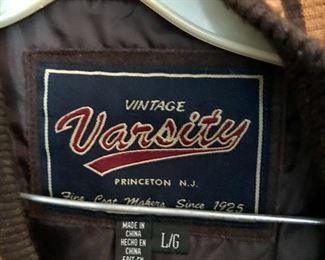 VINTAGE
Varsity
PRINCETON N.J.
Fine Coat Makers Since 1925
MADE IN
CHINA
HECHO EN
CHINA
L/G